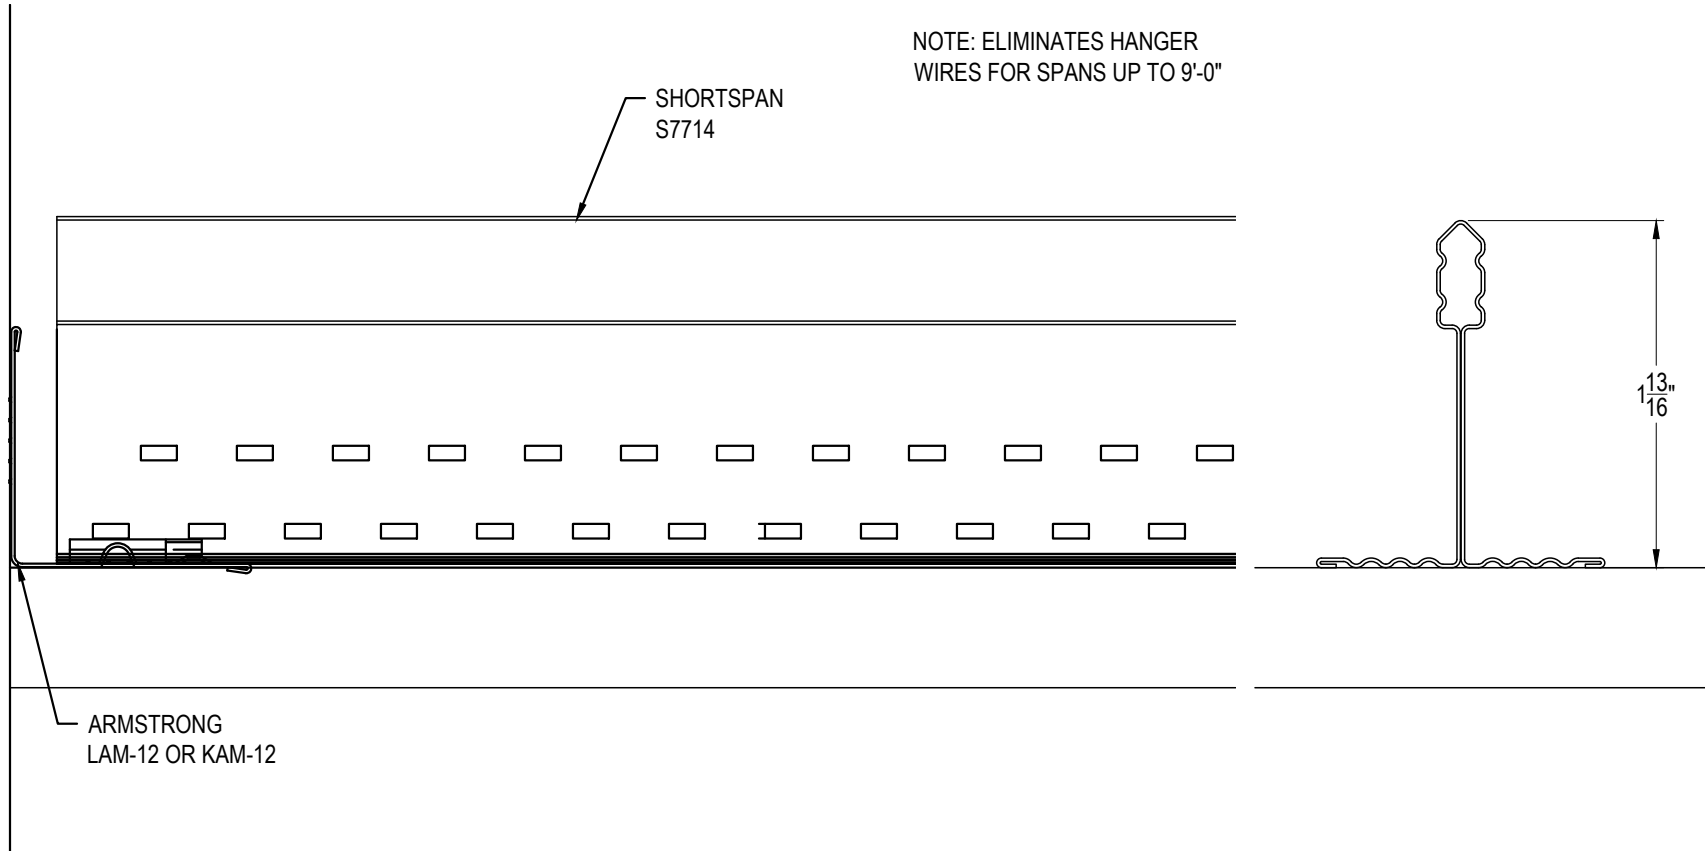 NOTE: ELIMINATES HANGER
WIRES FOR SPANS UP TO 9'-0"
SHORTSPAN
S7714
1 13/16"
ARMSTRONG
LAM-12 OR KAM-12